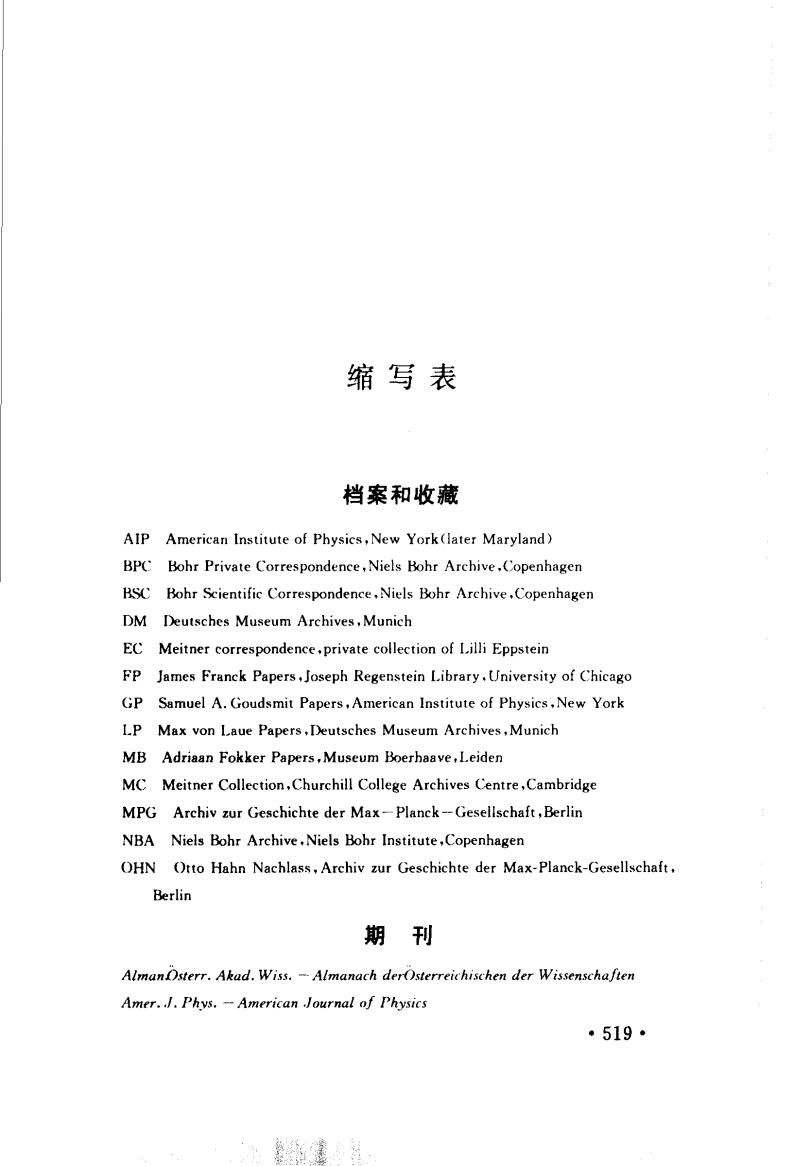 缩写表
档案和收藏
AIP American Institute of Physics,New York(later Maryland)
BPC Bohr Private Correspondence,Niels Bohr Archive,Copenhagen
BSC Bohr Scientific Correspondence,Niels Bohr Archive,Copenhagen
DM Deutsches Museum Archives,Munich
EC Meitner correspondence,private collection of Lilli Eppstein
FP James Franck Papers,Joseph Regenstein Library,University of Chicago
GP Samuel A. Goudsmit Papers,American Institute of Physics,New York
LP Max von Laue Papers,Deutsches Museum Archives,Munich
MB Adriaan Fokker Papers,Museum Boerhaave,Leiden
MC Meitner Collection,Churchill College Archives Centre,Cambridge
MPG Archiv zur Geschichte der Max—Planck—Gesellschaft,Berlin
NBA Niels Bohr Archive,Niels Bohr Institute,Copenhagen
OHN Otto Hahn Nachlass,Archiv zur Geschichte der Max-Planck-Gesellschaft,
Berlin
期 刊
AlmanÖsterr. Akad. Wiss. — Almanach derÖsterreichischen der Wissenschaften
Amer. J. Phys. — American Journal of Physics
• 519 •